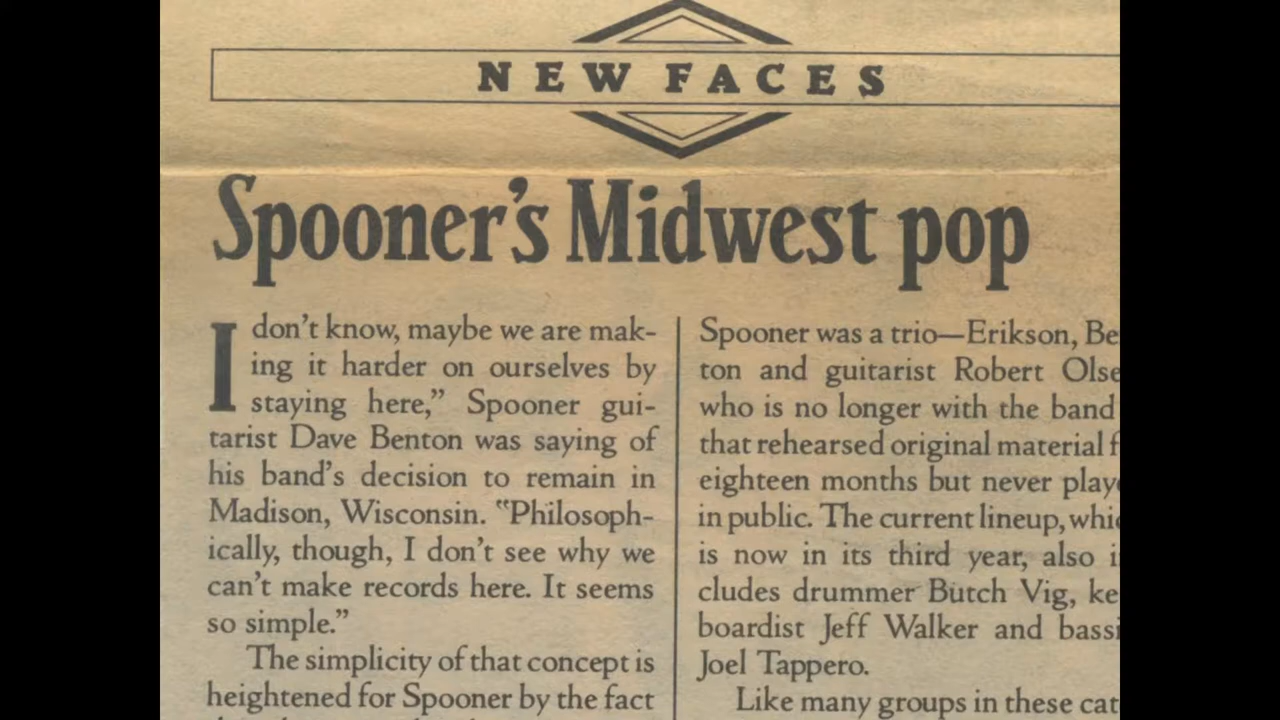 NEW FACES
Spooner's Midwest pop
I don't know, maybe we are mak-
ing it harder on ourselves by
staying here,” Spooner gui-
tarist Dave Benton was saying of
his band's decision to remain in
Madison, Wisconsin. “Philosoph-
ically, though, I don't see why we
can't make records here. It seems
so simple.”
The simplicity of that concept is
heightened for Spooner by the fact
Spooner was a trio—Erikson, Be
ton and guitarist Robert Olse
who is no longer with the band
that rehearsed original material f
eighteen months but never playe
in public. The current lineup, whic
is now in its third year, also i
cludes drummer Butch Vig, ke
boardist Jeff Walker and bassi
Joel Tappero.
Like many groups in these cat